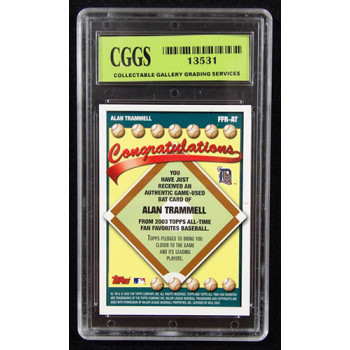 CGGS
13531
COLLECTABLE GALLERY GRADING SERVICES
ALAN TRAMMELL
FFR-AT
Congratulations
YOU
HAVE JUST
RECEIVED AN
AUTHENTIC GAME-USED
BAT CARD OF
ALAN TRAMMELL
FROM 2003 TOPPS ALL-TIME
FAN FAVORITES BASEBALL.
TOPPS PLEDGES TO BRING YOU
CLOSER TO THE GAME
AND ITS LEADING
PLAYERS.
Topps